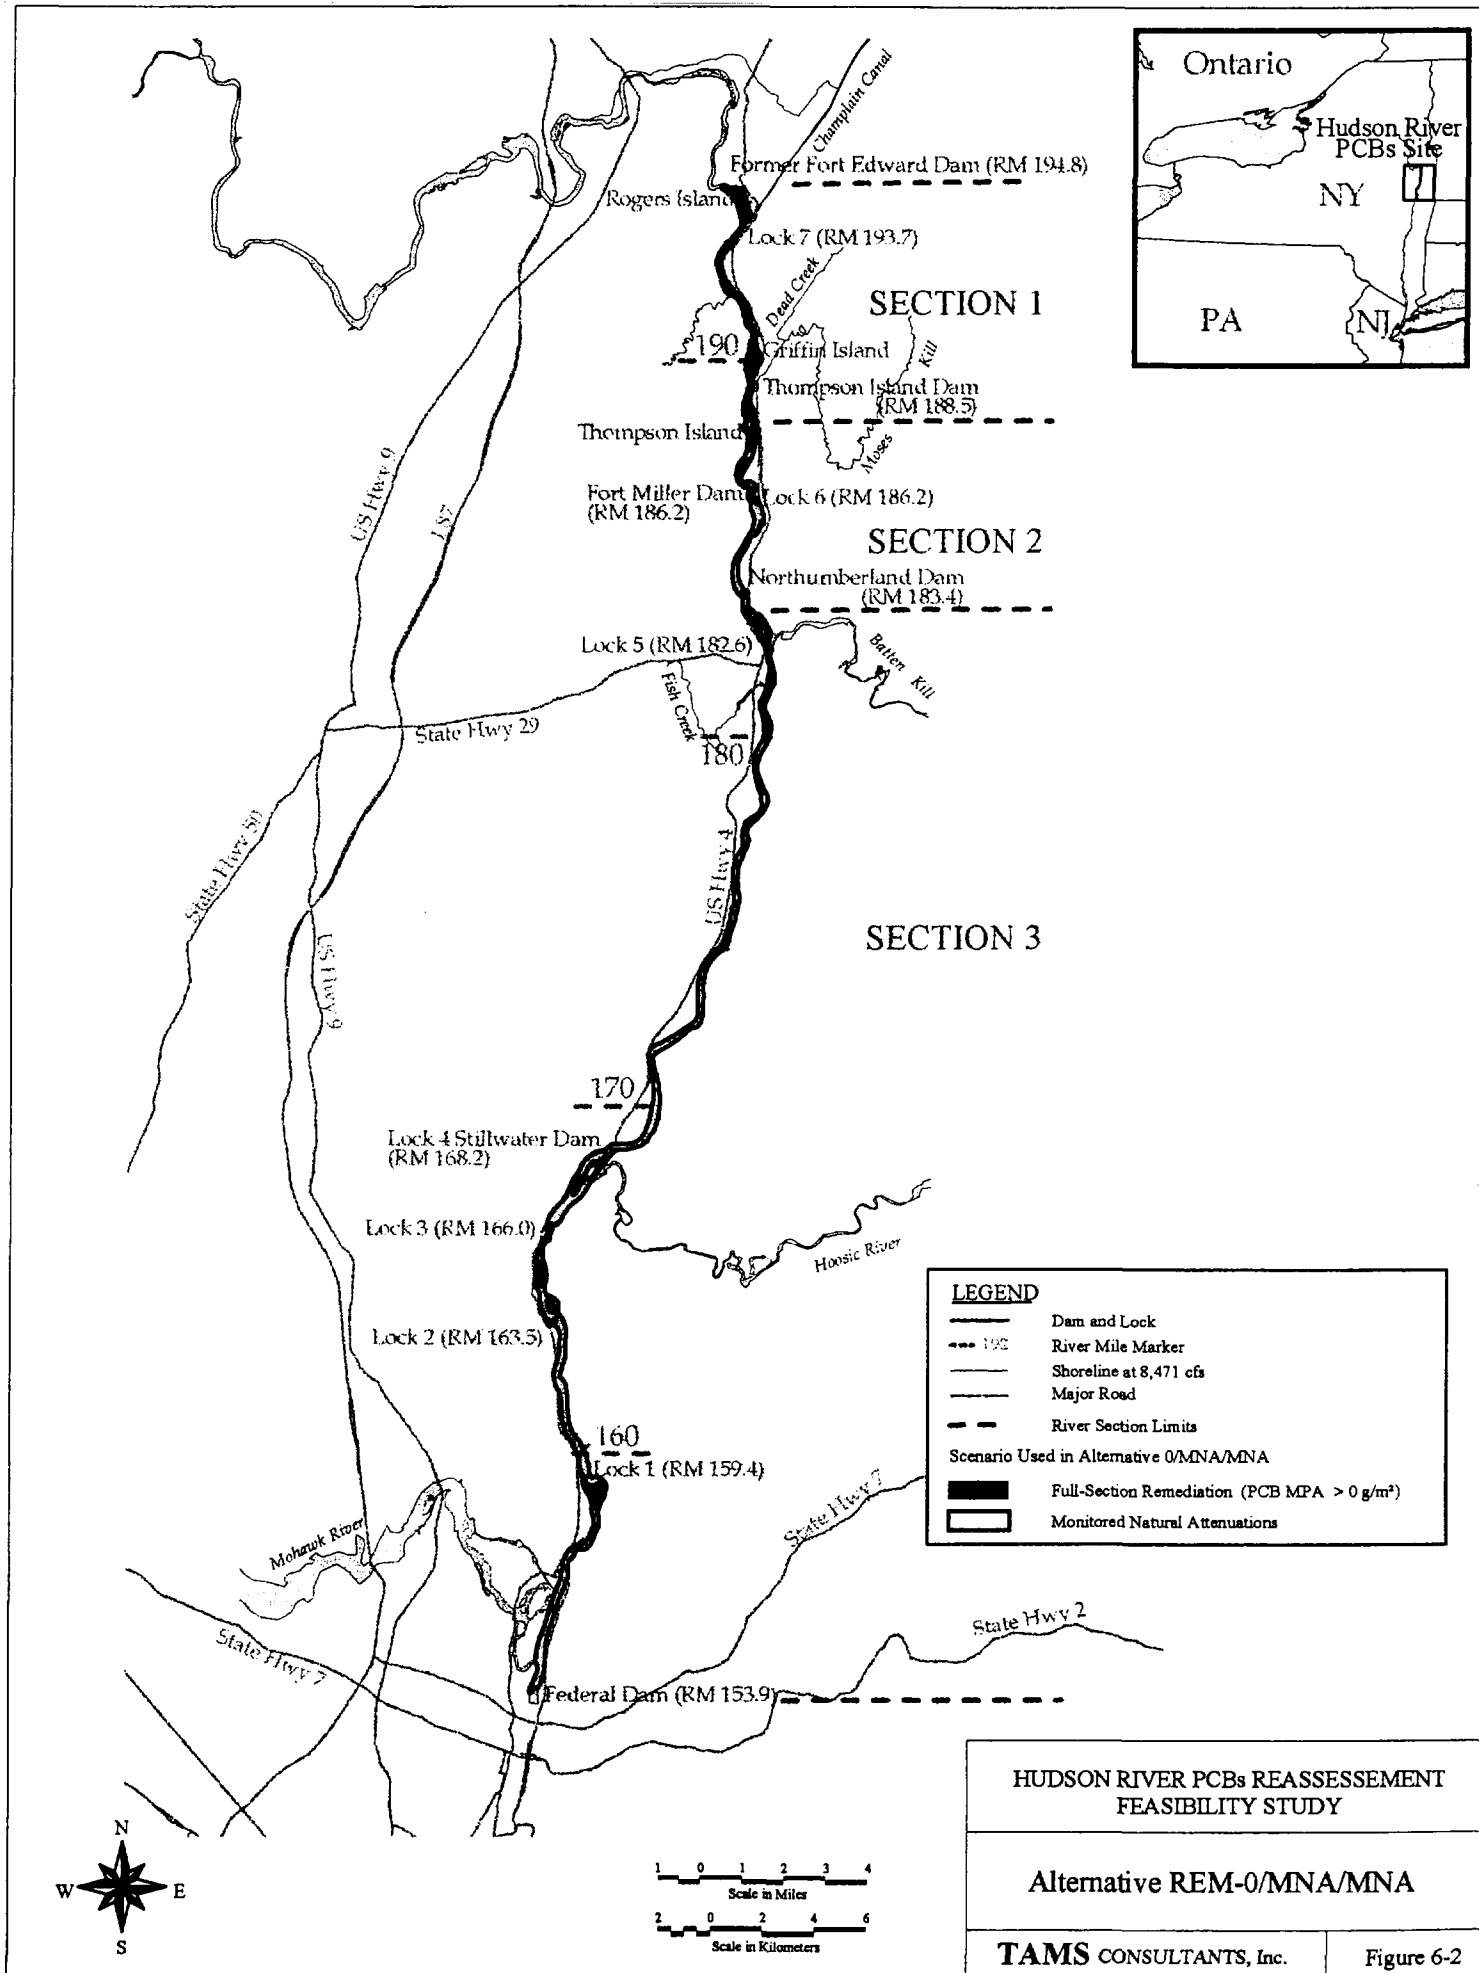 Ontario
Hudson River
PCBs Site
NY
PA
NJ
Champlain Canal
Former Fort Edward Dam (RM 194.8)
Rogers Island
Lock 7 (RM 193.7)
Dead Creek
SECTION 1
190
Griffin Island
Kill
Thompson Island Dam
(RM 188.5)
Thompson Island
Moses
US Hwy 9
I 87
Fort Miller Dam
(RM 186.2)
Lock 6 (RM 186.2)
SECTION 2
Northumberland Dam
(RM 183.4)
Lock 5 (RM 182.6)
Batten Kill
Fish Creek
State Hwy 29
180
State Hwy 50
US Hwy 4
US Hwy 9
SECTION 3
170
Lock 4 Stillwater Dam
(RM 168.2)
Lock 3 (RM 166.0)
Hoosic River
Lock 2 (RM 163.5)
160
Lock 1 (RM 159.4)
Mohawk River
State Hwy 7
State Hwy 2
State Hwy 7
Federal Dam (RM 153.9)
LEGEND
Dam and Lock
River Mile Marker
Shoreline at 8,471 cfs
Major Road
River Section Limits
Scenario Used in Alternative 0/MNA/MNA
Full-Section Remediation (PCB MPA > 0 g/m²)
Monitored Natural Attenuations
N
W E
S
1 0 1 2 3 4
Scale in Miles
2 0 2 4 6
Scale in Kilometers
HUDSON RIVER PCBs REASSESSEMENT
FEASIBILITY STUDY
Alternative REM-0/MNA/MNA
TAMS CONSULTANTS, Inc.
Figure 6-2